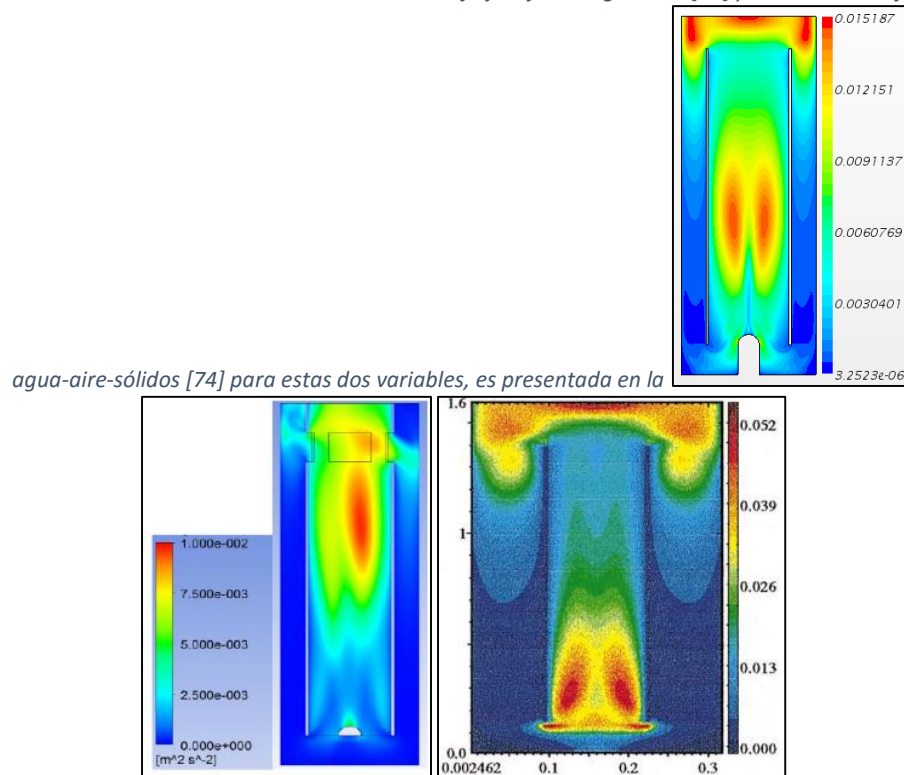 0.015187
0.012151
0.0091137
0.0060769
0.0030401
3.2523e-06
agua-aire-sólidos [74] para estas dos variables, es presentada en la
1.000e-002
7.500e-003
5.000e-003
2.500e-003
0.000e+000
[m^2 s^-2]
1.6
1
0.0
0.002462 0.1 0.2 0.3
0.052
0.039
0.026
0.013
0.000